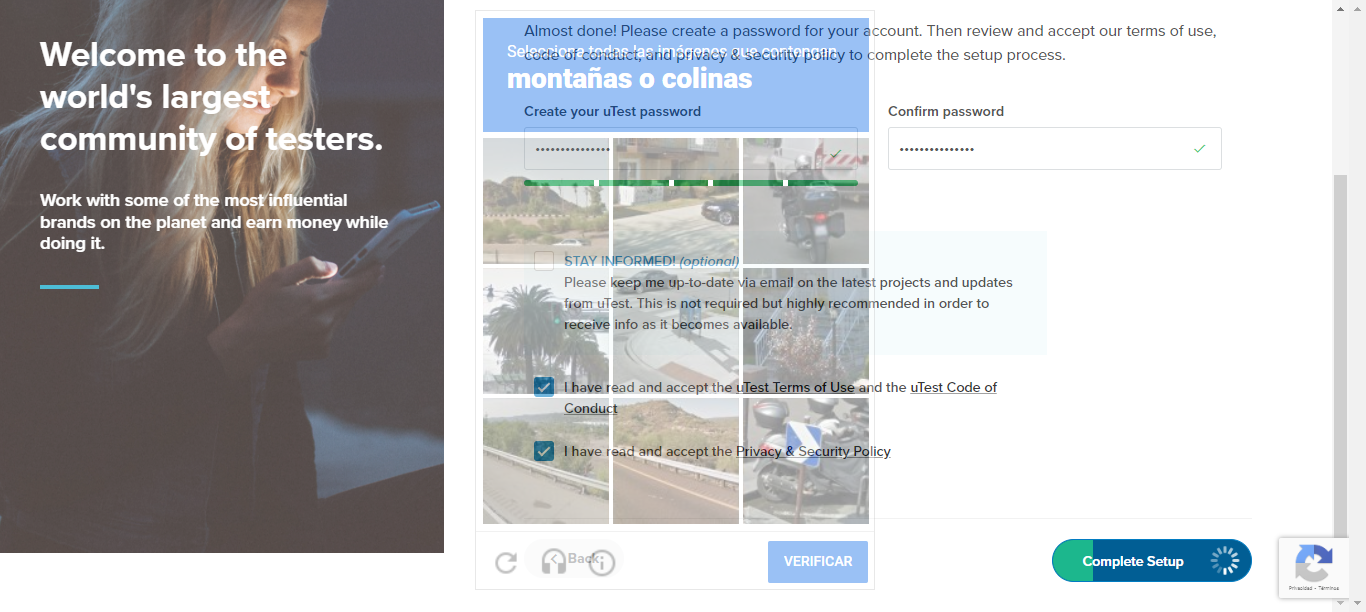 Welcome to the
world's largest
community of testers.
Work with some of the most influential
brands on the planet and earn money while
doing it.
Almost done! Please create a password for your account. Then review and accept our terms of use,
code of conduct, and privacy & security policy to complete the setup process.
Selecciona todas las imágenes que contengan
montañas o colinas
Create your uTest password
Confirm password
STAY INFORMED! (optional)
Please keep me up-to-date via email on the latest projects and updates
from uTest. This is not required but highly recommended in order to
receive info as it becomes available.
I have read and accept the uTest Terms of Use and the uTest Code of
Conduct
I have read and accept the Privacy & Security Policy
Back
VERIFICAR
Complete Setup
Privacidad - Términos